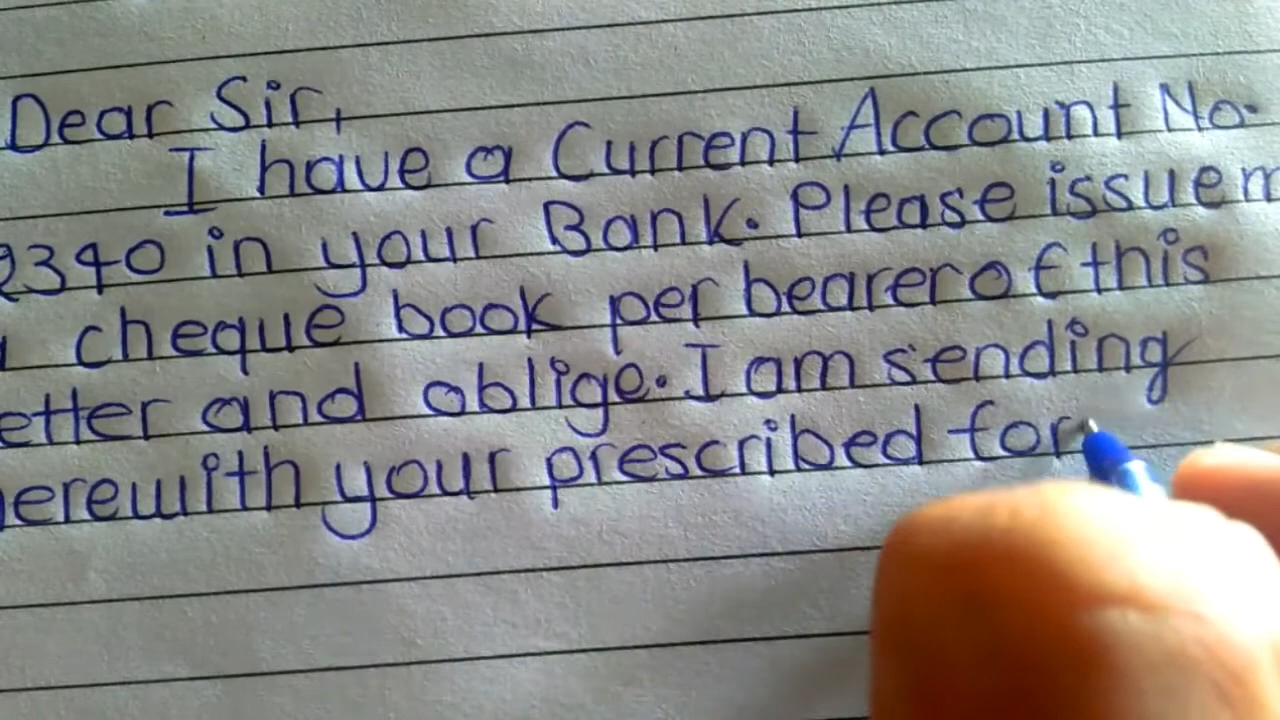 Dear Sir,
I have a Current Account No.
2340 in your Bank. Please issue m
cheque book per bearer of this
etter and oblige. I am sending
erewith your prescribed for